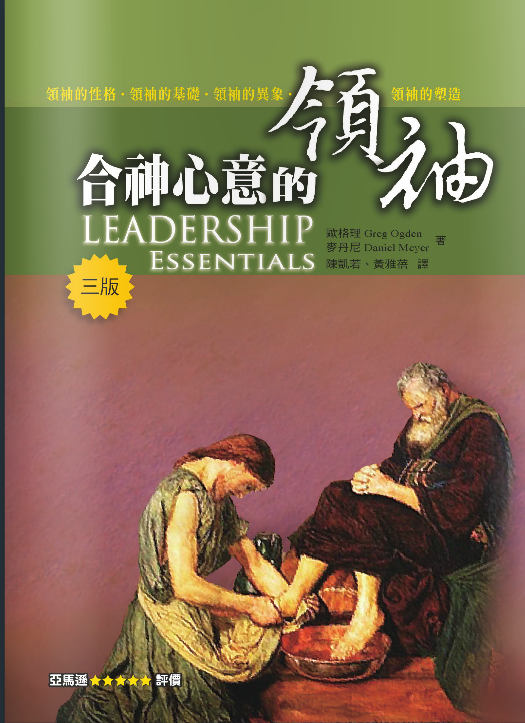 領袖的性格・領袖的基礎・領袖的異象・領袖的塑造
合神心意的領袖
LEADERSHIP
ESSENTIALS
歐格理 Greg Ogden
麥丹尼 Daniel Meyer 著
陳凱若、黃雅蓓 譯
三版
亞馬遜★★★★★評價